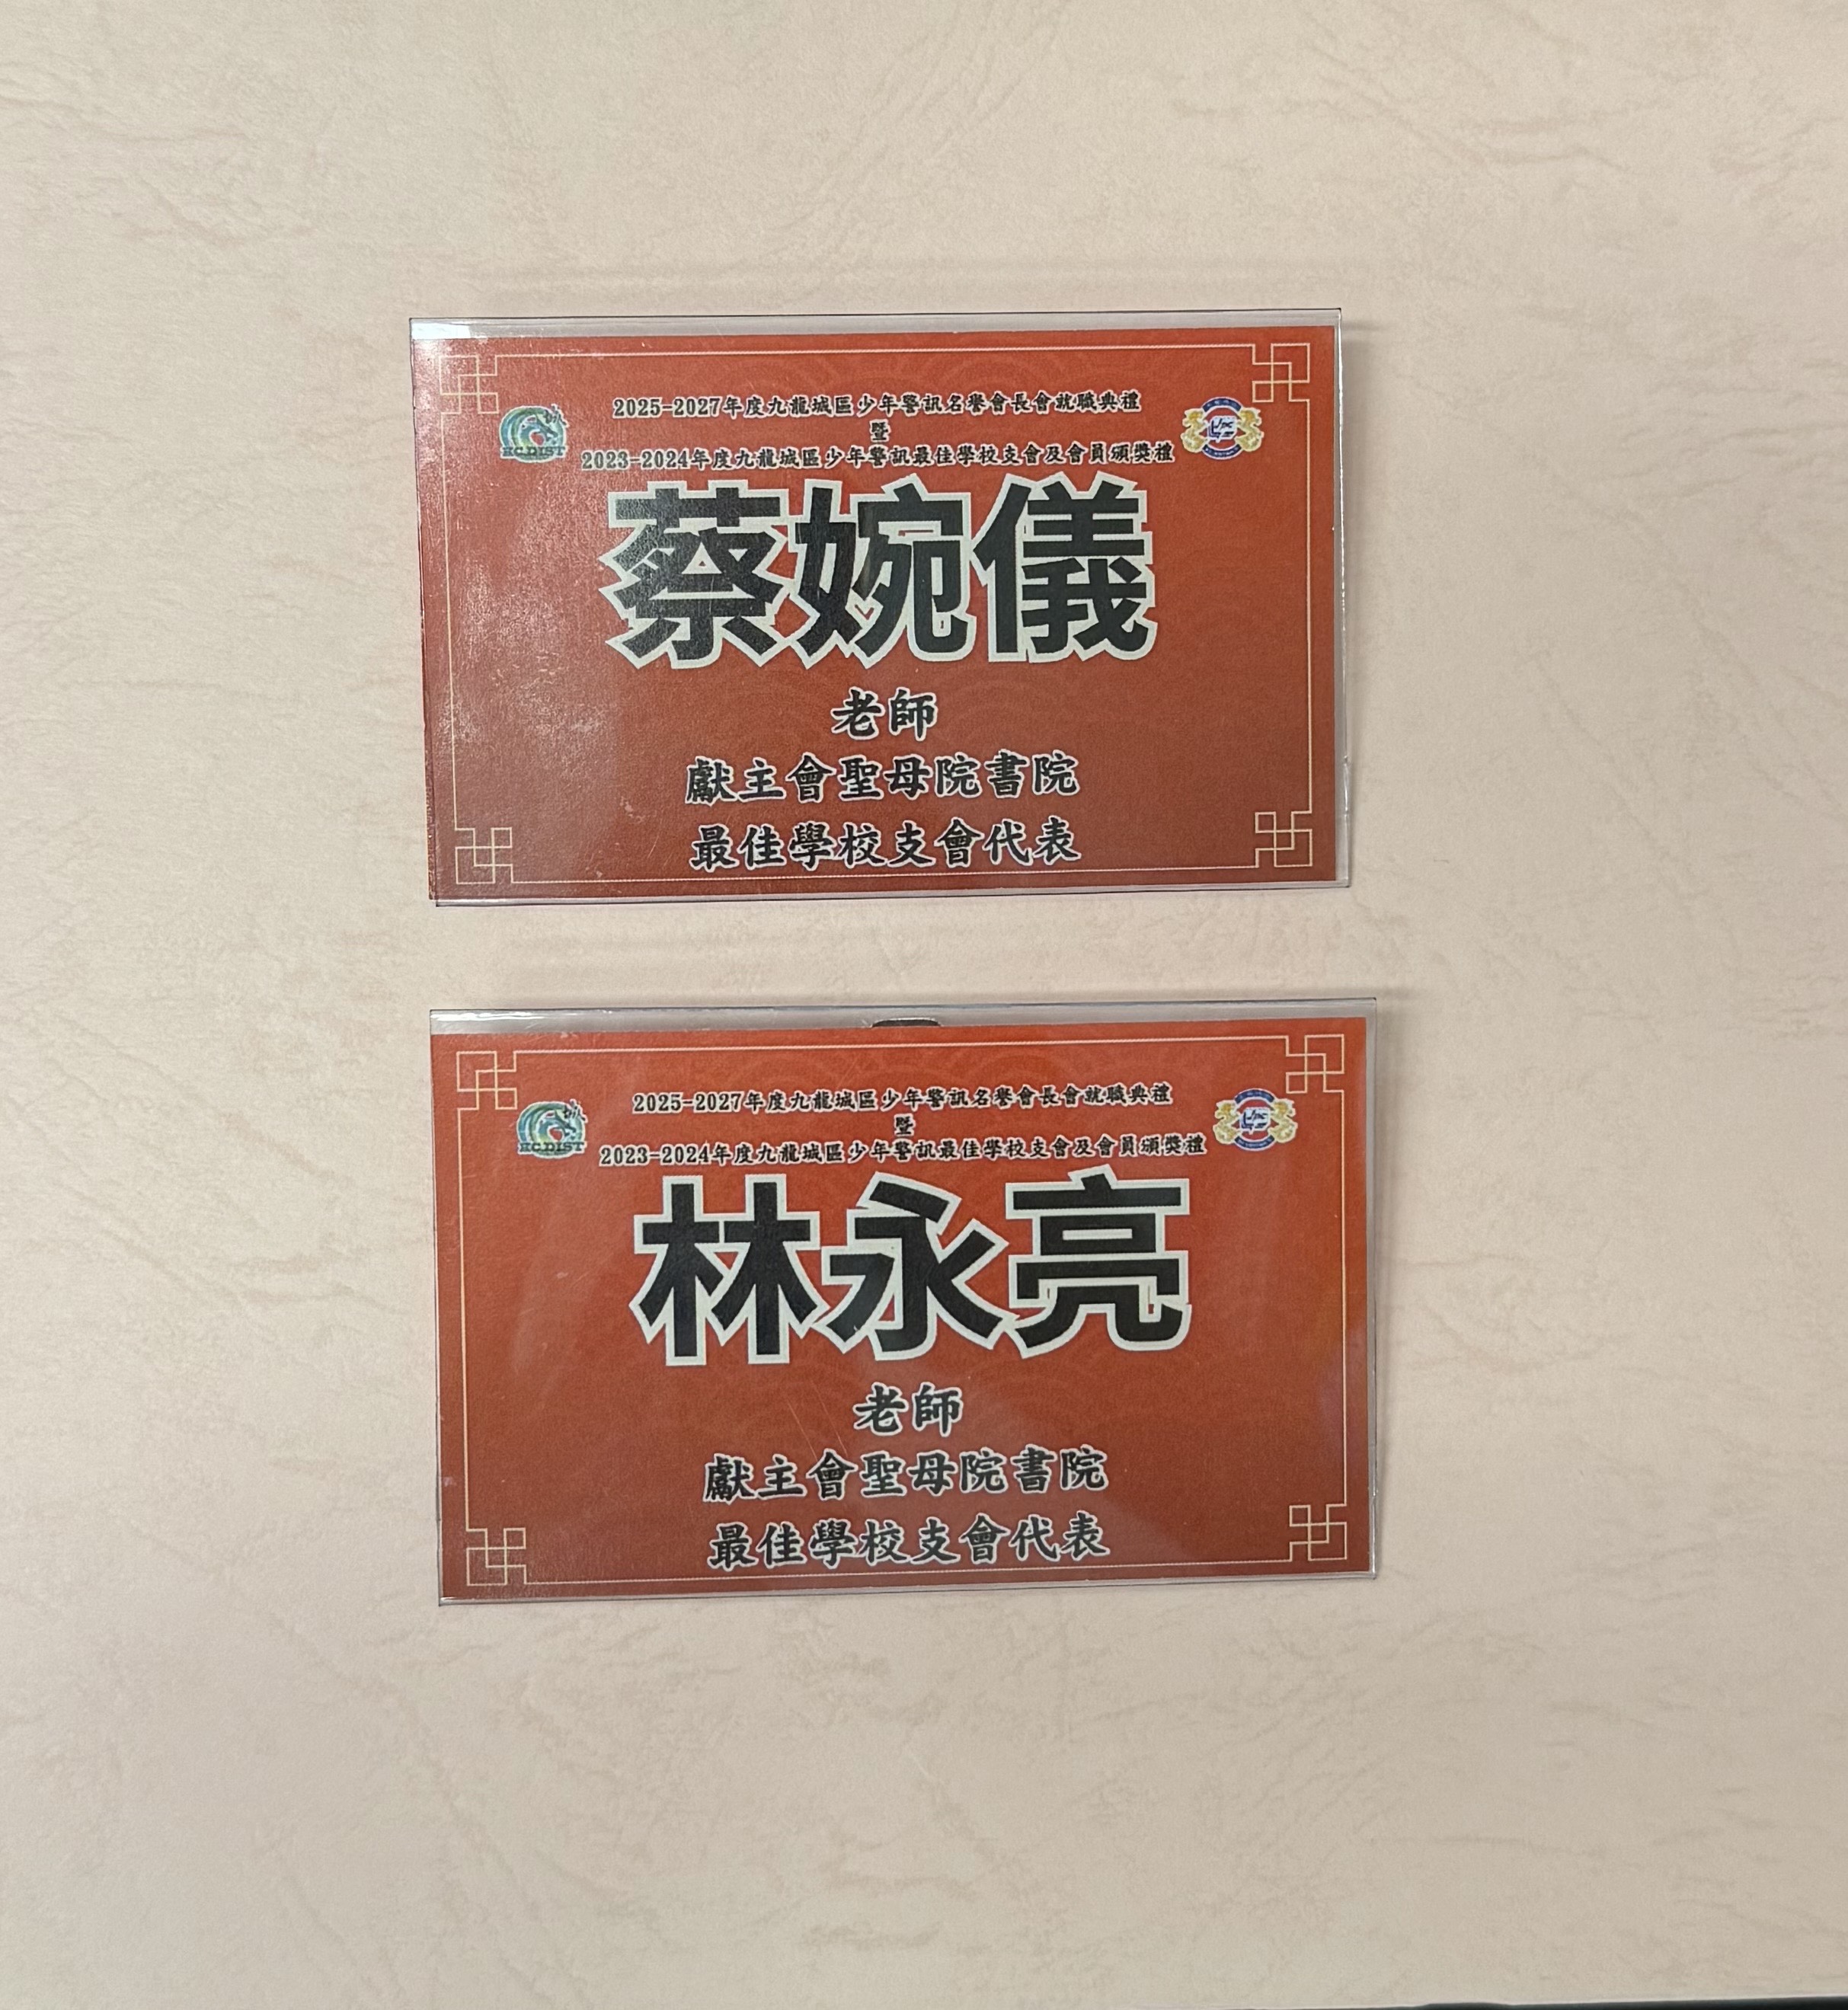 2025-2027年度九龍城區少年警訊名譽會長會就職典禮
暨
2023-2024年度九龍城區少年警訊最佳學校支會及會員頒獎禮
KC.DIST
JPC
蔡婉儀
老師
獻主會聖母院書院
最佳學校支會代表
2025-2027年度九龍城區少年警訊名譽會長會就職典禮
暨
2023-2024年度九龍城區少年警訊最佳學校支會及會員頒獎禮
KC.DIST
JPC
林永亮
老師
獻主會聖母院書院
最佳學校支會代表